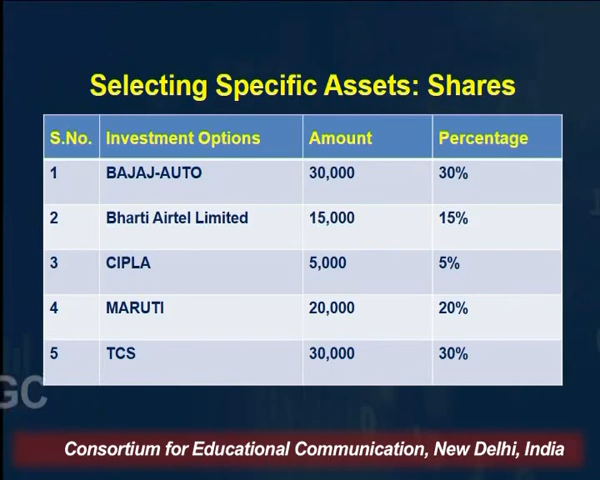 Selecting Specific Assets: Shares
S.No. Investment Options Amount Percentage
1 BAJAJ-AUTO 30,000 30%
2 Bharti Airtel Limited 15,000 15%
3 CIPLA 5,000 5%
4 MARUTI 20,000 20%
5 TCS 30,000 30%
GC
Consortium for Educational Communication, New Delhi, India